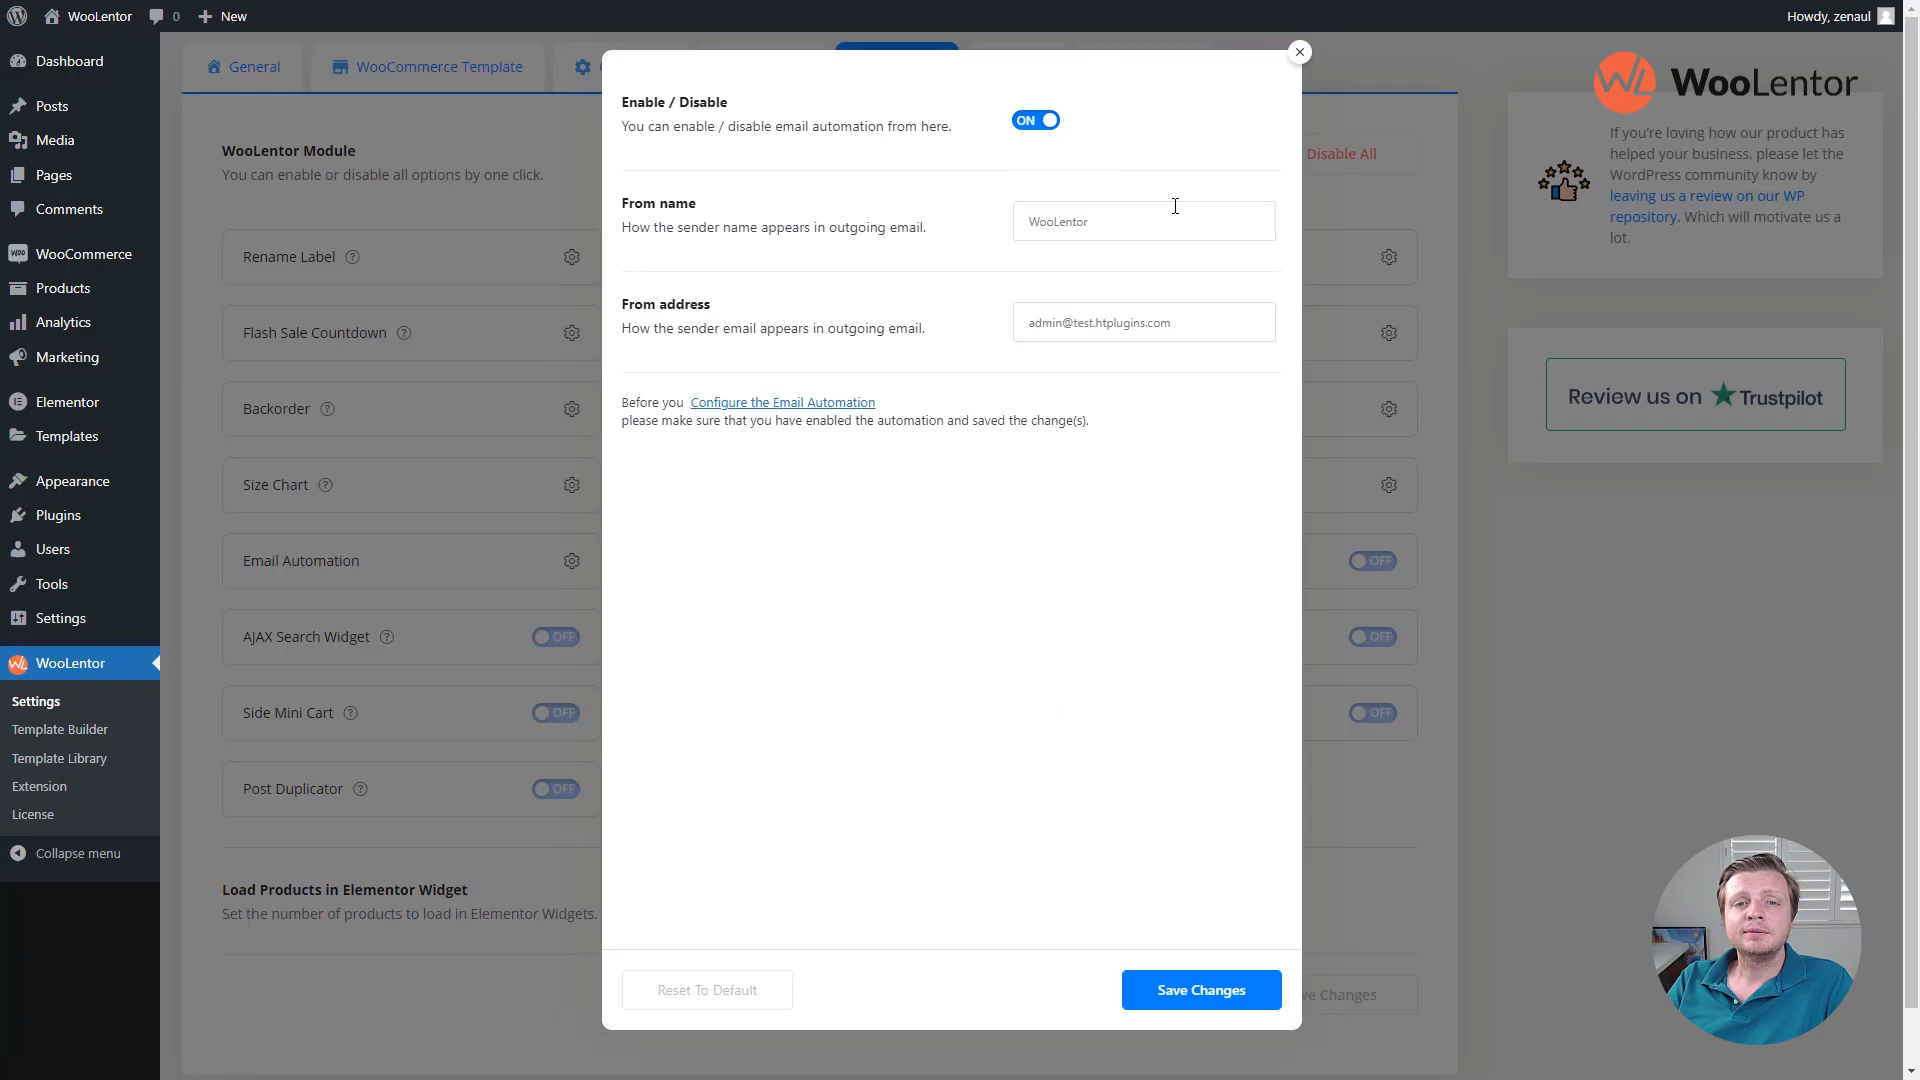 WooLentor
0
New
Howdy, zenaul
Dashboard
Posts
Media
Pages
Comments
WooCommerce
Products
Analytics
Marketing
Elementor
Templates
Appearance
Plugins
Users
Tools
Settings
WooLentor
Settings
Template Builder
Template Library
Extension
License
Collapse menu
General
WooCommerce Template
WooLentor Module
You can enable or disable all options by one click.
Disable All
Rename Label ?
Flash Sale Countdown ?
Backorder ?
Size Chart ?
Email Automation
OFF
AJAX Search Widget ?
OFF
OFF
Side Mini Cart ?
OFF
OFF
Post Duplicator ?
OFF
Load Products in Elementor Widget
Set the number of products to load in Elementor Widgets.
ve Changes
Enable / Disable
You can enable / disable email automation from here.
ON
From name
How the sender name appears in outgoing email.
WooLentor
From address
How the sender email appears in outgoing email.
admin@test.htplugins.com
Before you Configure the Email Automation
please make sure that you have enabled the automation and saved the change(s).
Reset To Default
Save Changes
WooLentor
If you're loving how our product has
helped your business, please let the
WordPress community know by
leaving us a review on our WP
repository. Which will motivate us a
lot.
Review us on Trustpilot